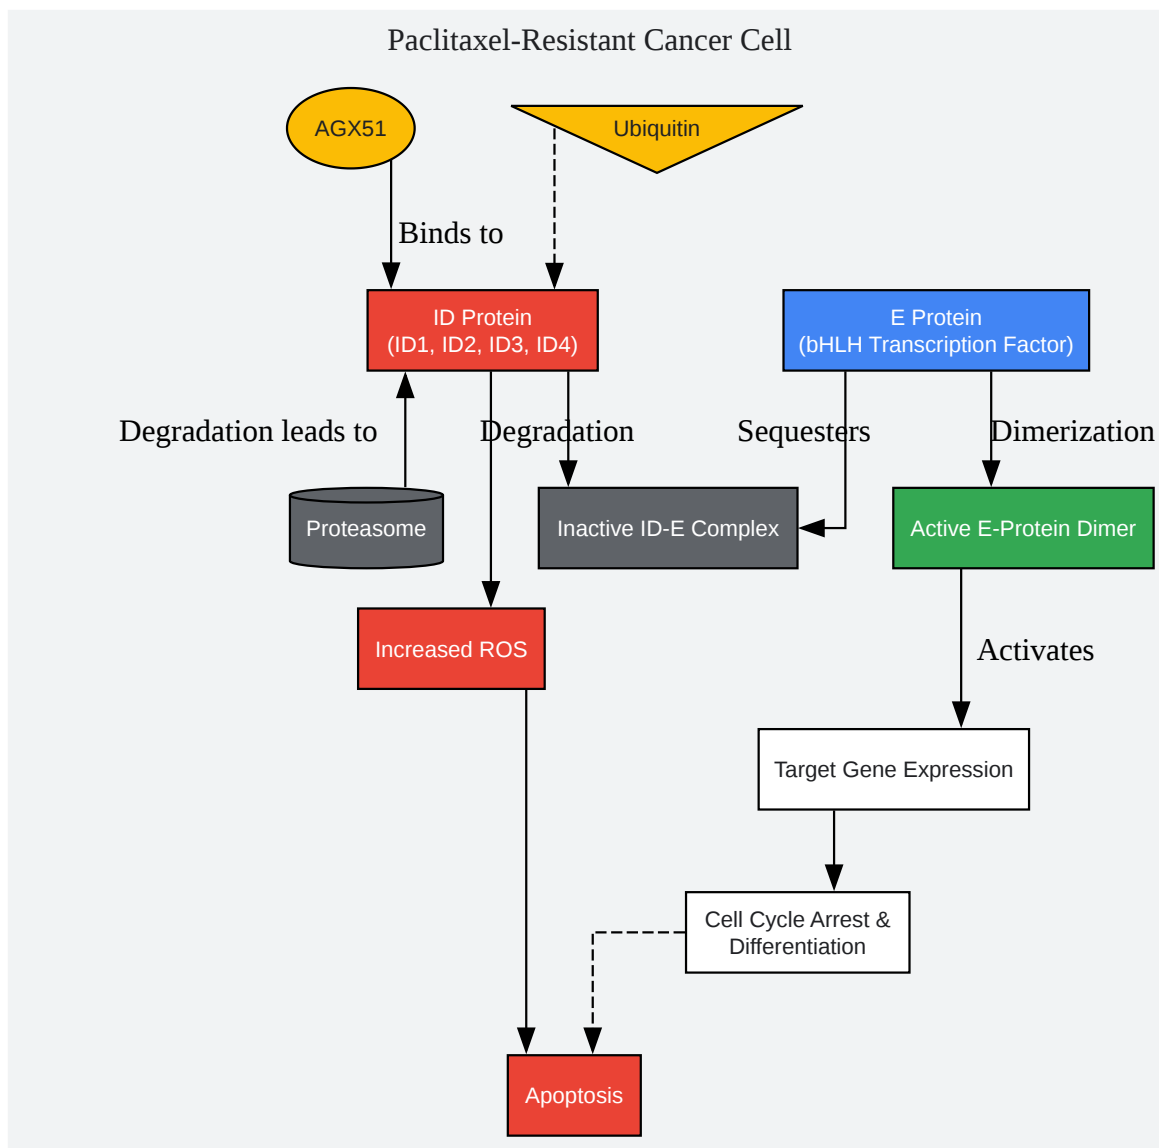 Paclitaxel-Resistant Cancer Cell
AGX51
Ubiquitin
Binds to
ID Protein
(ID1, ID2, ID3, ID4)
E Protein
(bHLH Transcription Factor)
Degradation leads to
Degradation
Sequesters
Dimerization
Proteasome
Inactive ID-E Complex
Active E-Protein Dimer
Increased ROS
Activates
Target Gene Expression
Cell Cycle Arrest &
Differentiation
Apoptosis